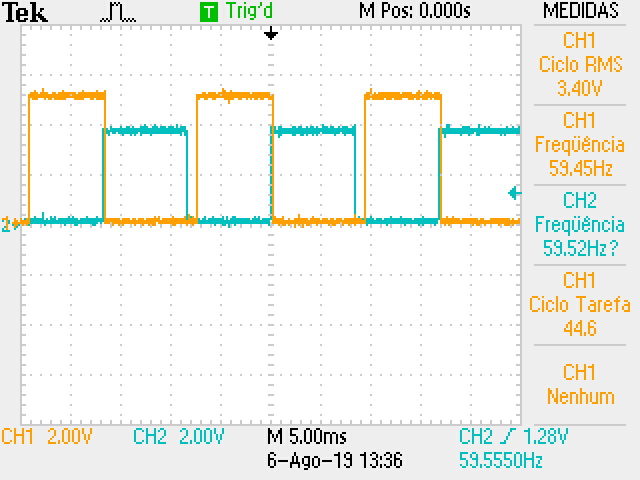 Tek
T Trig'd
M Pos: 0.000s
MEDIDAS
CH1
Ciclo RMS
3.40V
CH1
Freqüência
59.45Hz
CH2
Freqüência
59.52Hz?
CH1
Ciclo Tarefa
44.6
CH1
Nenhum
1
2
CH1 2.00V
CH2 2.00V
M 5.00ms
CH2 1.28V
6-Ago-19 13:36
59.5550Hz